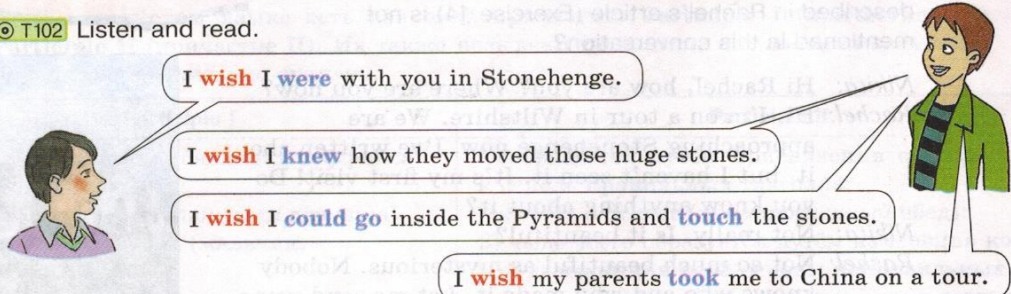 T102 Listen and read.
I wish I were with you in Stonehenge.
I wish I knew how they moved those huge stones.
I wish I could go inside the Pyramids and touch the stones.
I wish my parents took me to China on a tour.